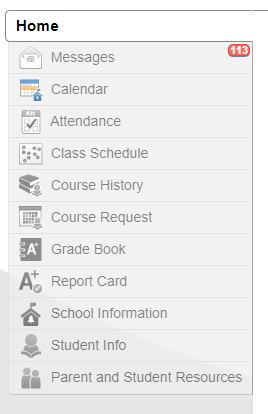 Home
Messages 113
Calendar
Attendance
Class Schedule
Course History
Course Request
A+ Grade Book
A+ Report Card
School Information
Student Info
Parent and Student Resources